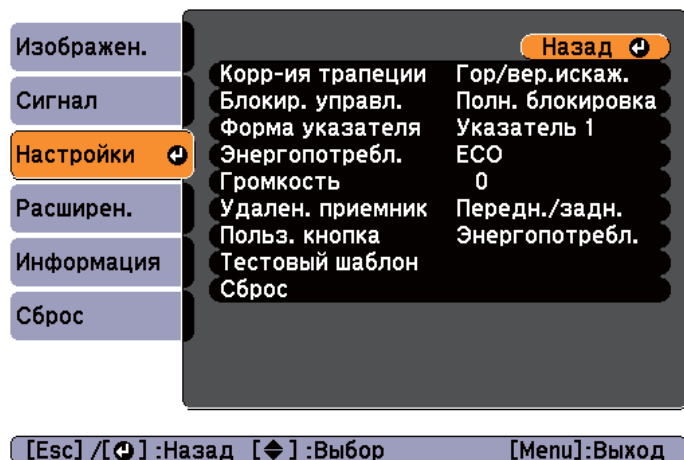 Изображен.
Сигнал
Настройки
Расширен.
Информация
Сброс
Назад
Корр-ия трапеции Гор/вер.искаж.
Блокир. управл. Полн. блокировка
Форма указателя Указатель 1
Энергопотребл. ECO
Громкость 0
Удален. приемник Передн./задн.
Польз. кнопка Энергопотребл.
Тестовый шаблон
Сброс
[Esc] /[⏎] :Назад [◆] :Выбор [Menu]:Выход